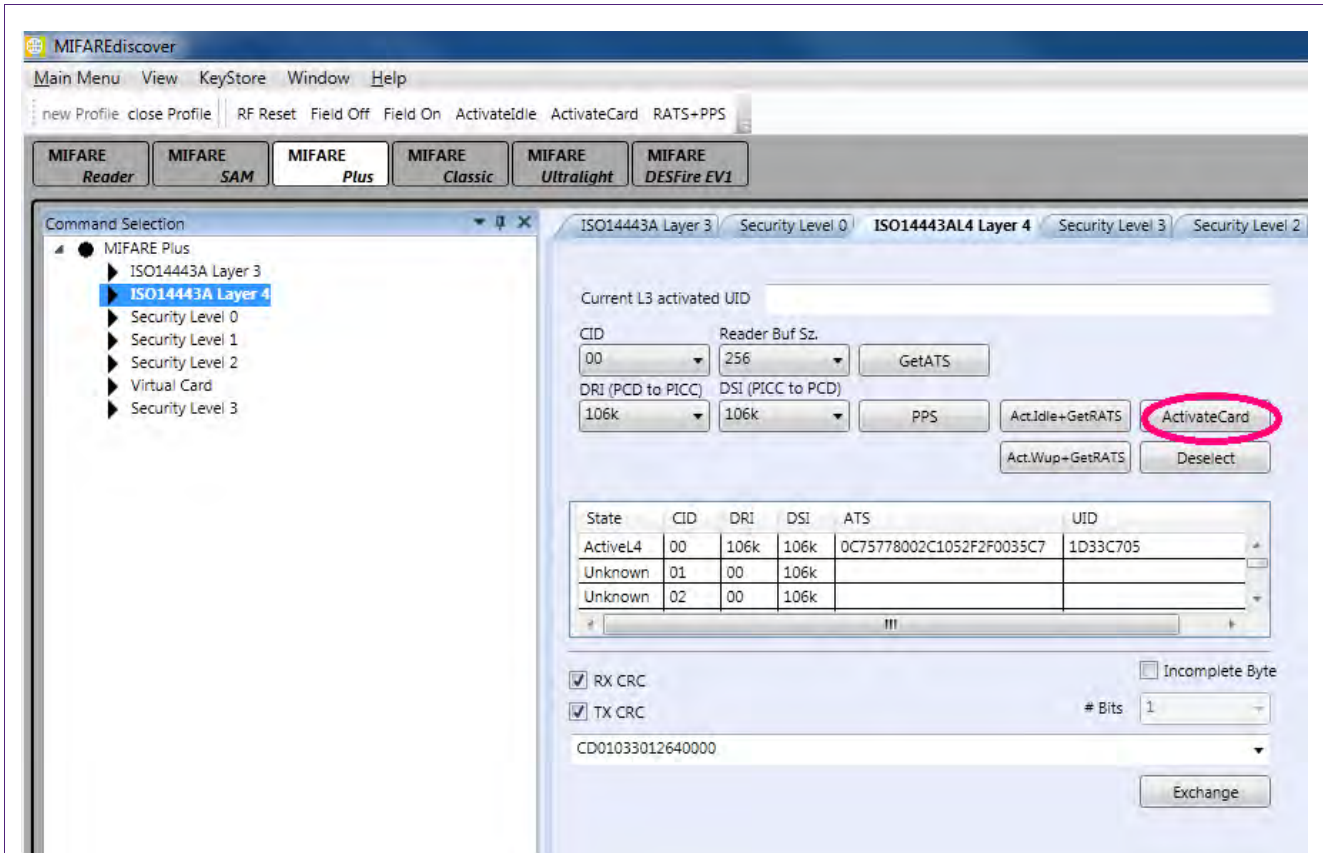 MIFAREdiscover
Main Menu View KeyStore Window Help
new Profile close Profile RF Reset Field Off Field On ActivateIdle ActivateCard RATS+PPS
MIFARE MIFARE MIFARE MIFARE MIFARE MIFARE
Reader SAM Plus Classic Ultralight DESFire EV1
Command Selection
MIFARE Plus
ISO14443A Layer 3
ISO14443A Layer 4
Security Level 0
Security Level 1
Security Level 2
Virtual Card
Security Level 3
ISO14443A Layer 3 Security Level 0 ISO14443AL4 Layer 4 Security Level 3 Security Level 2
Current L3 activated UID
CID Reader Buf Sz.
00 256 GetATS
DRI (PCD to PICC) DSI (PICC to PCD)
106k 106k PPS Act.Idle+GetRATS ActivateCard
Act.Wup+GetRATS Deselect
State CID DRI DSI ATS UID
ActiveL4 00 106k 106k 0C75778002C1052F2F0035C7 1D33C705
Unknown 01 00 106k
Unknown 02 00 106k
RX CRC Incomplete Byte
TX CRC # Bits 1
CD01033012640000
Exchange